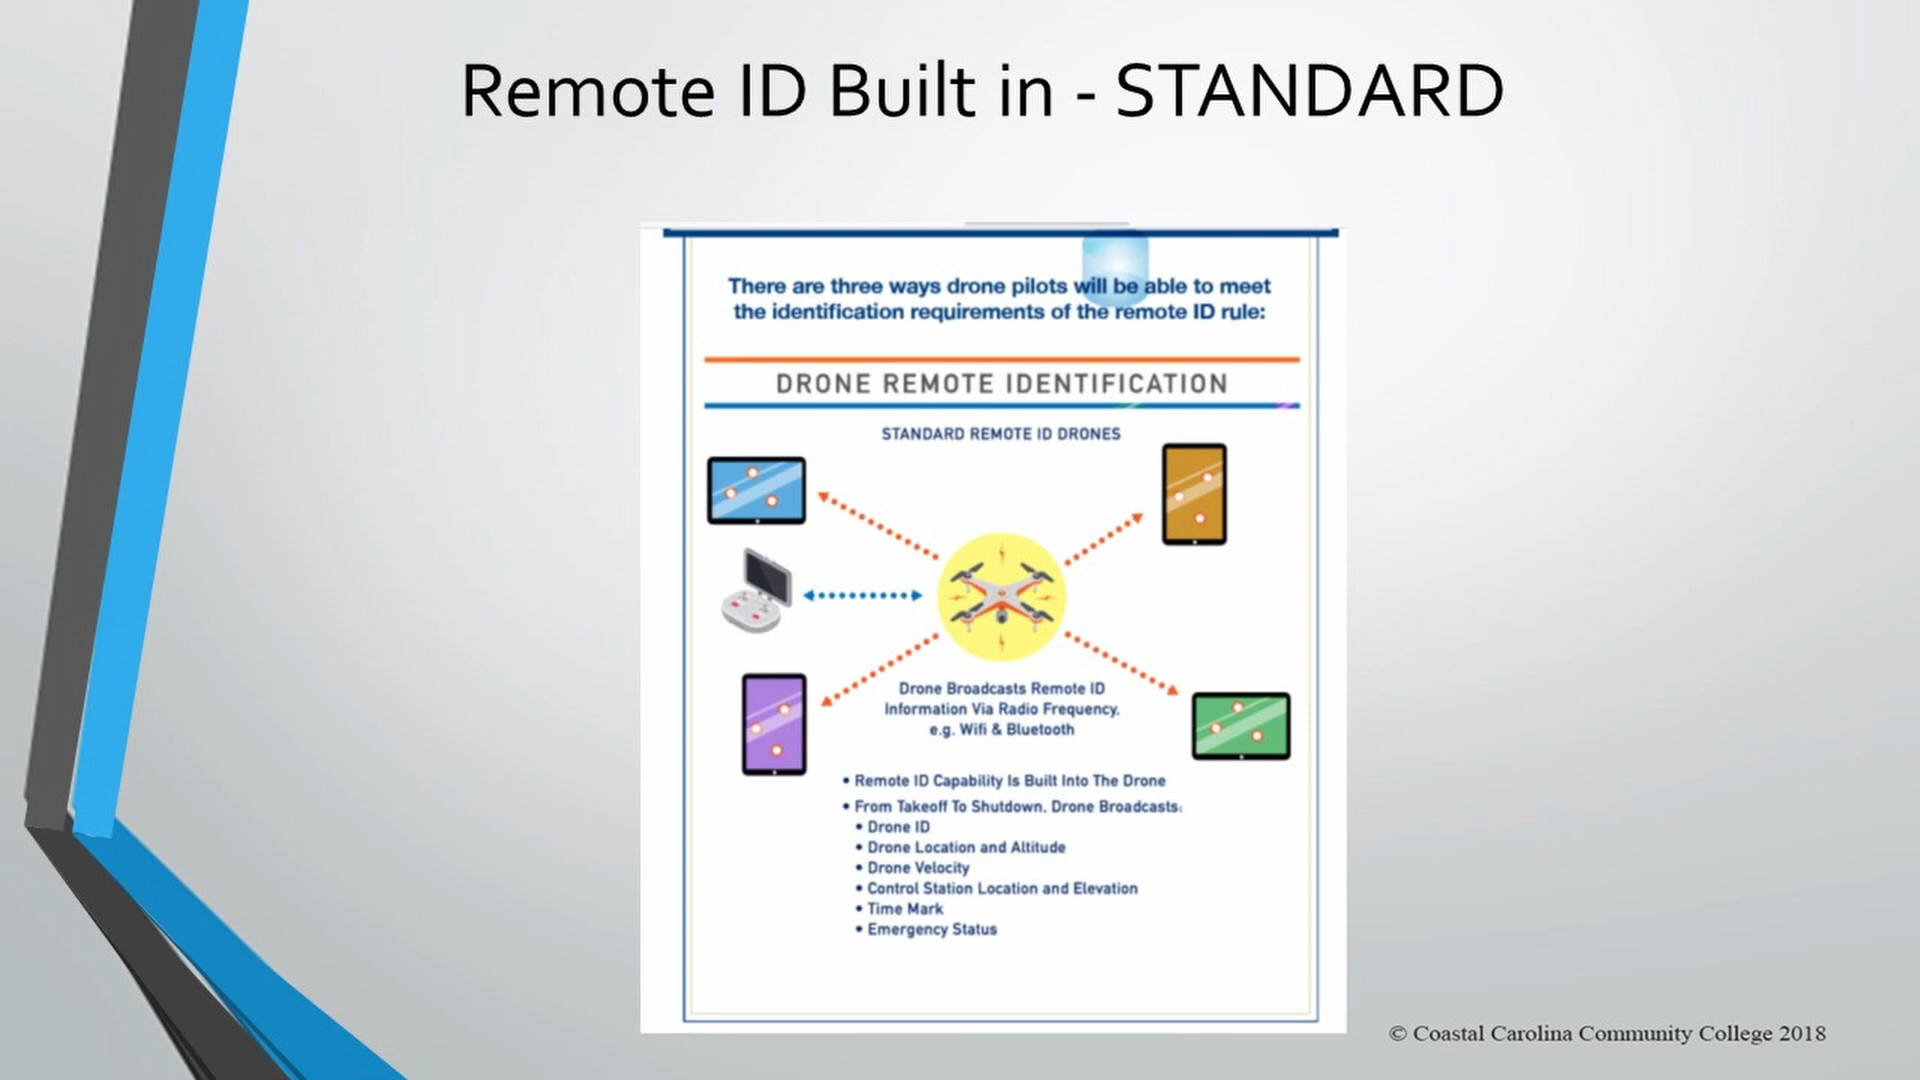 Remote ID Built in - STANDARD
There are three ways drone pilots will be able to meet
the identification requirements of the remote ID rule:
DRONE REMOTE IDENTIFICATION
STANDARD REMOTE ID DRONES
Drone Broadcasts Remote ID
Information Via Radio Frequency,
e.g. Wifi & Bluetooth
• Remote ID Capability Is Built Into The Drone
• From Takeoff To Shutdown, Drone Broadcasts:
• Drone ID
• Drone Location and Altitude
• Drone Velocity
• Control Station Location and Elevation
• Time Mark
• Emergency Status
© Coastal Carolina Community College 2018